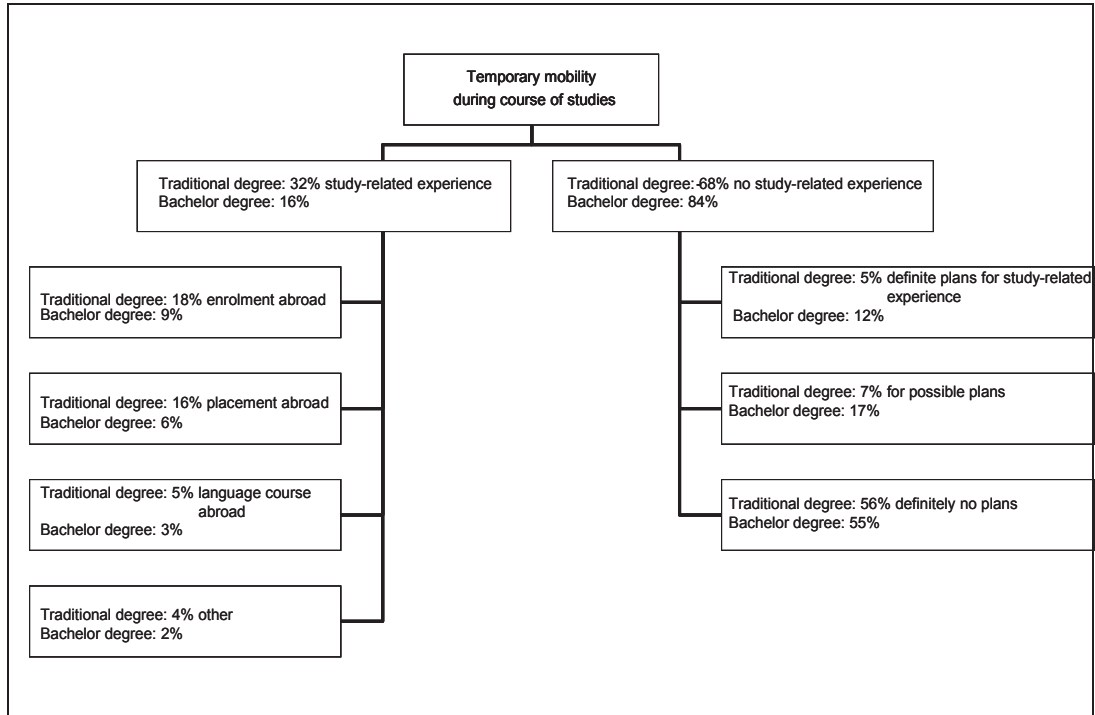 Temporary mobility
during course of studies
Traditional degree: 32% study-related experience
Bachelor degree: 16%
Traditional degree:-68% no study-related experience
Bachelor degree: 84%
Traditional degree: 18% enrolment abroad
Bachelor degree: 9%
Traditional degree: 16% placement abroad
Bachelor degree: 6%
Traditional degree: 5% language course
abroad
Bachelor degree: 3%
Traditional degree: 4% other
Bachelor degree: 2%
Traditional degree: 5% definite plans for study-related
experience
Bachelor degree: 12%
Traditional degree: 7% for possible plans
Bachelor degree: 17%
Traditional degree: 56% definitely no plans
Bachelor degree: 55%